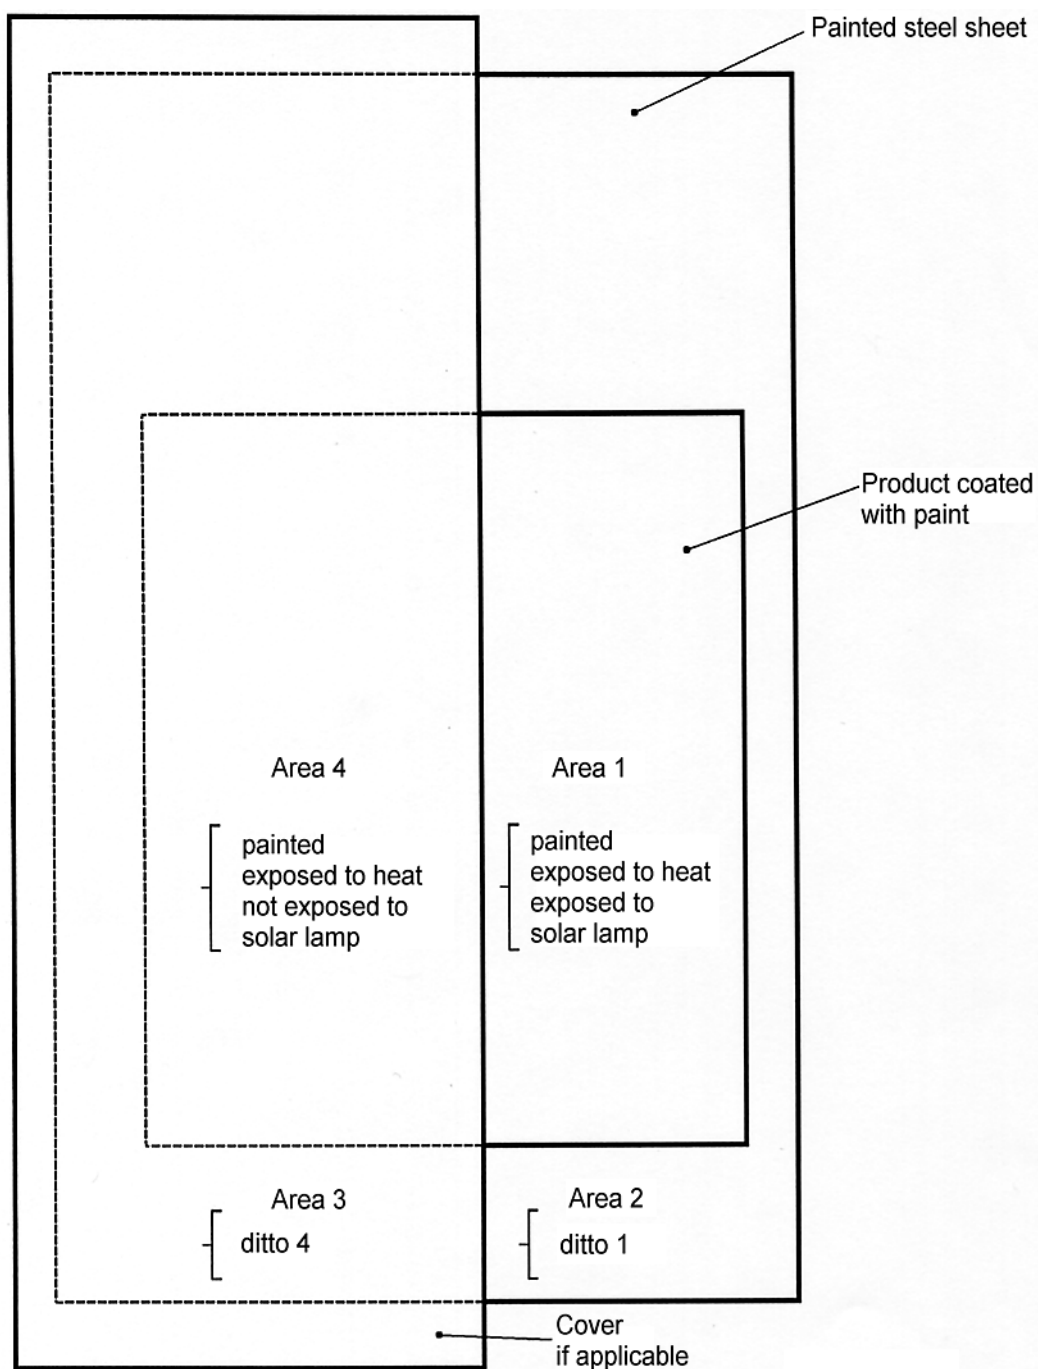 Painted steel sheet
Product coated
with paint
Area 4
painted
exposed to heat
not exposed to
solar lamp
Area 1
painted
exposed to heat
exposed to
solar lamp
Area 3
ditto 4
Area 2
ditto 1
Cover
if applicable